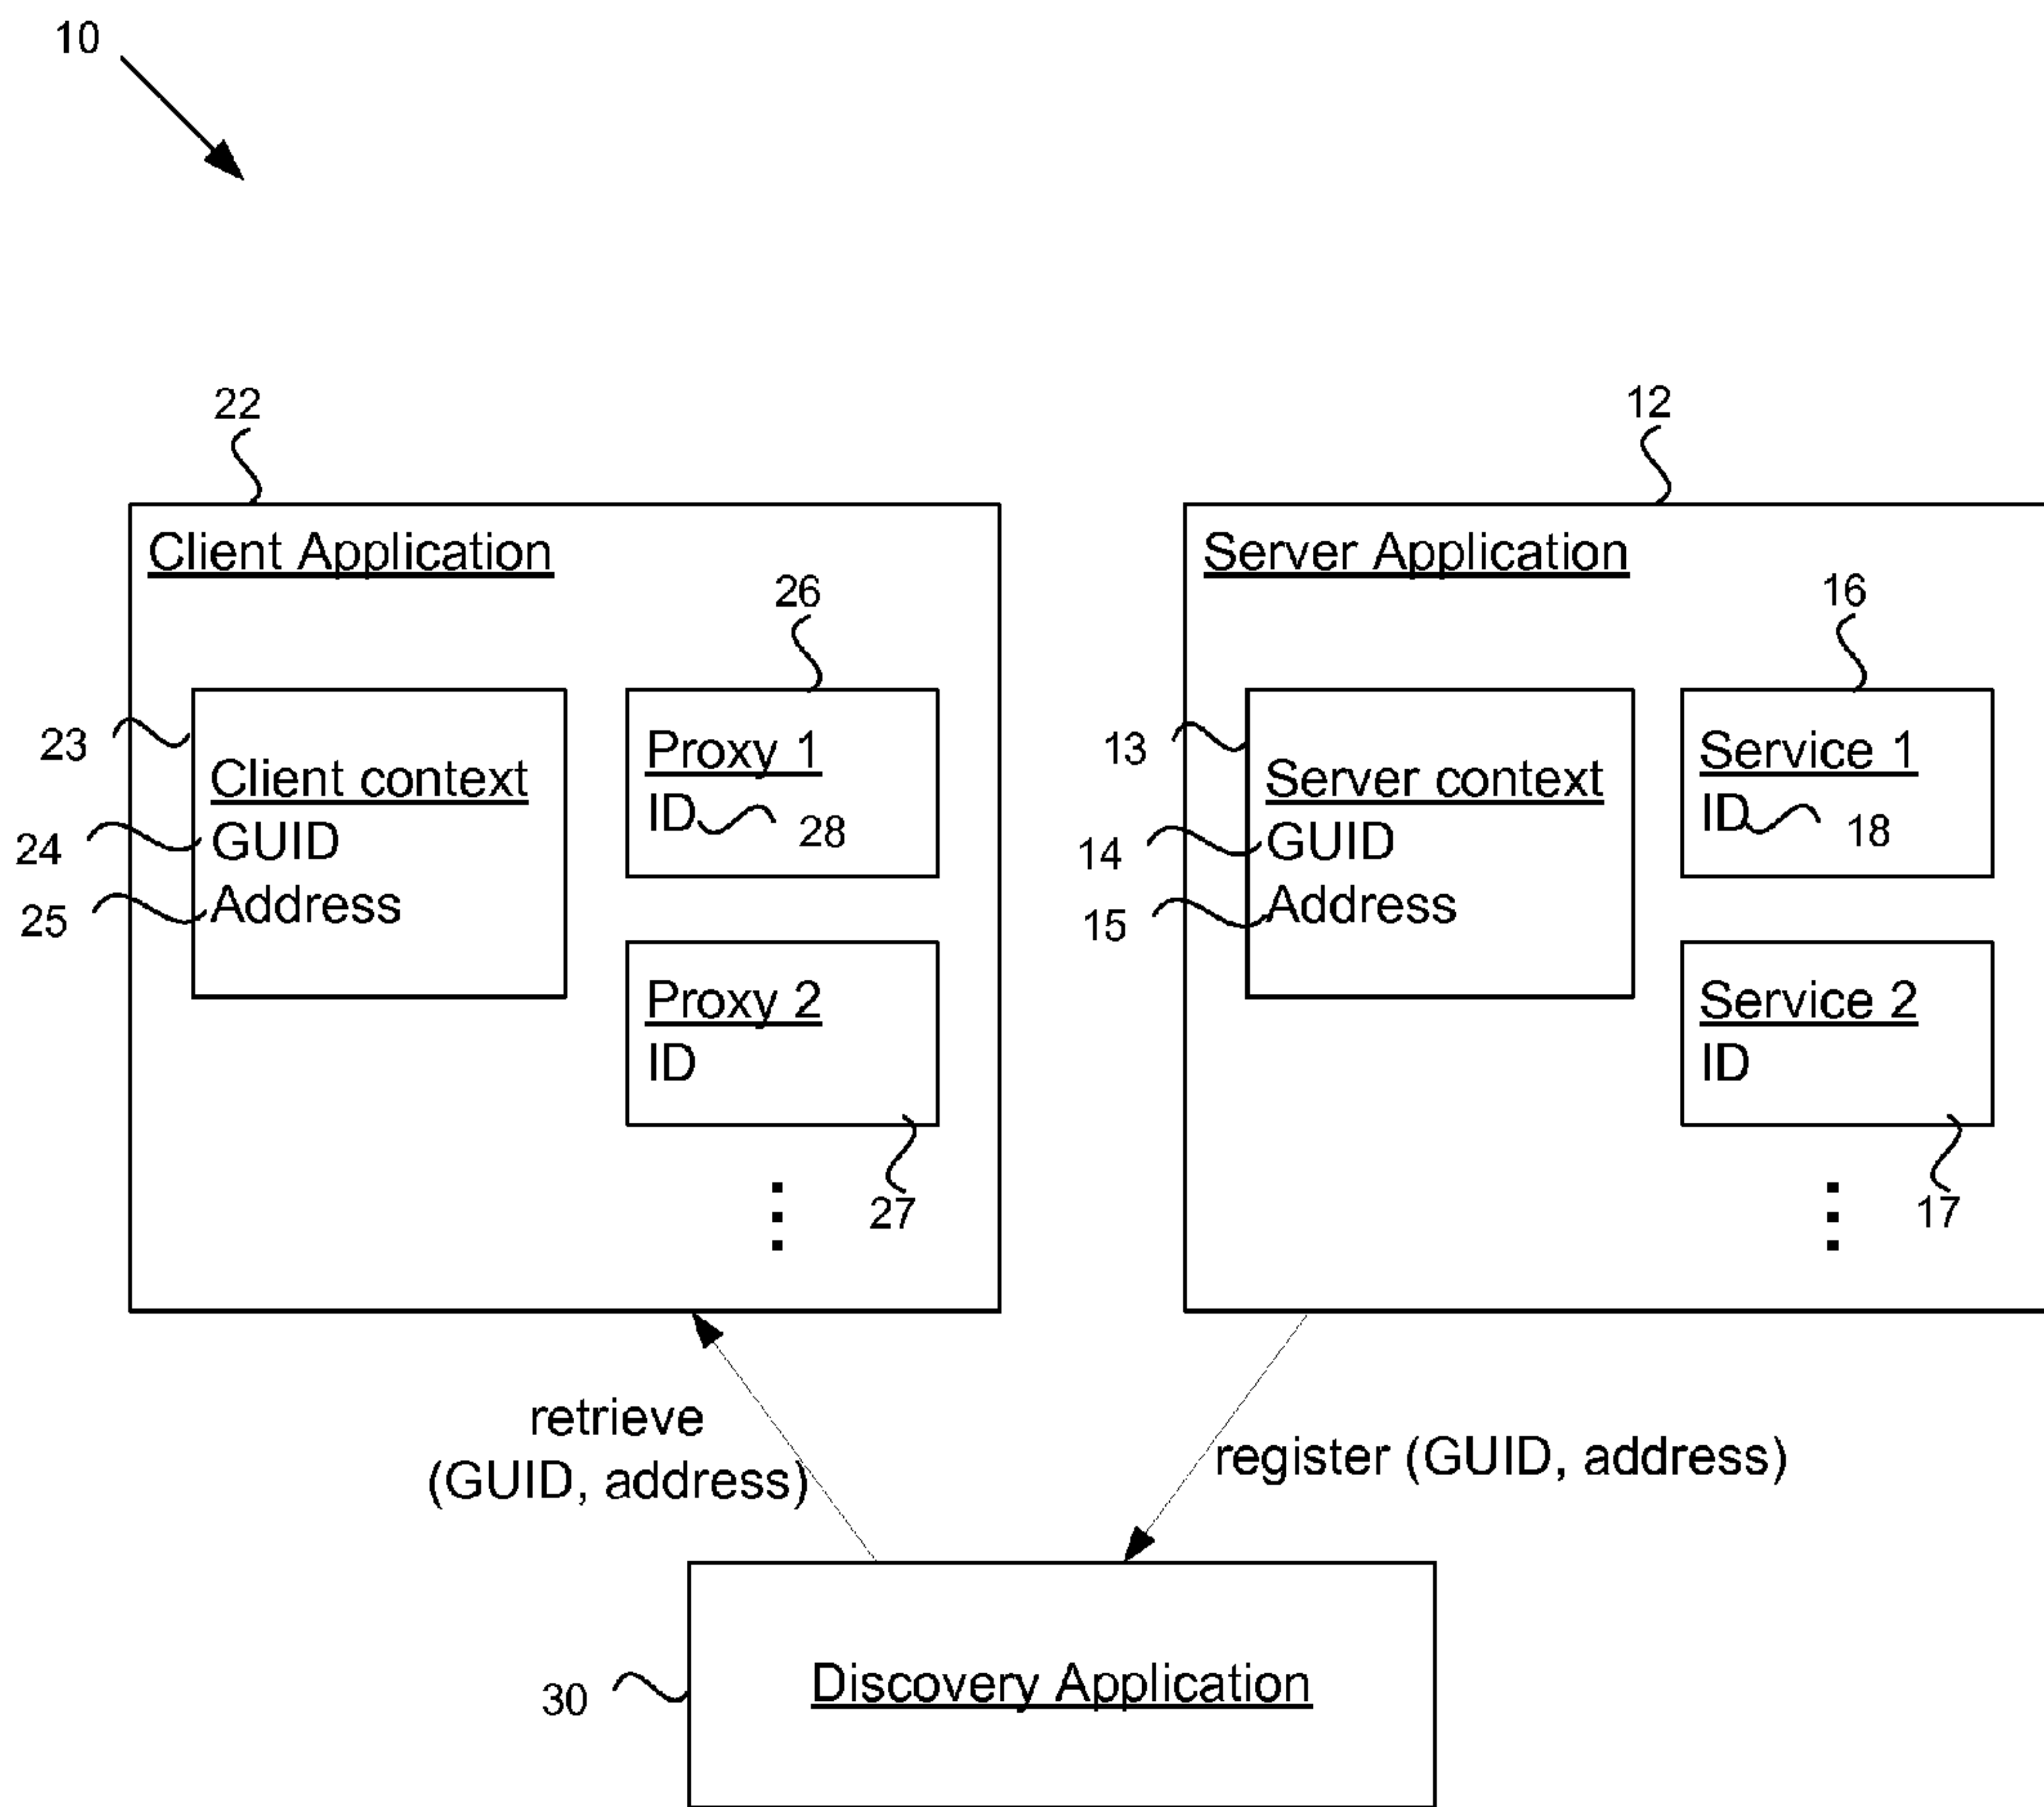 10
22
12
Client Application
Server Application
26
16
23
Client context
GUID
Address
24
25
Proxy 1
ID
28
Proxy 2
ID
27
13
Server context
GUID
Address
14
15
Service 1
ID
18
Service 2
ID
17
retrieve
(GUID, address)
register (GUID, address)
30
Discovery Application